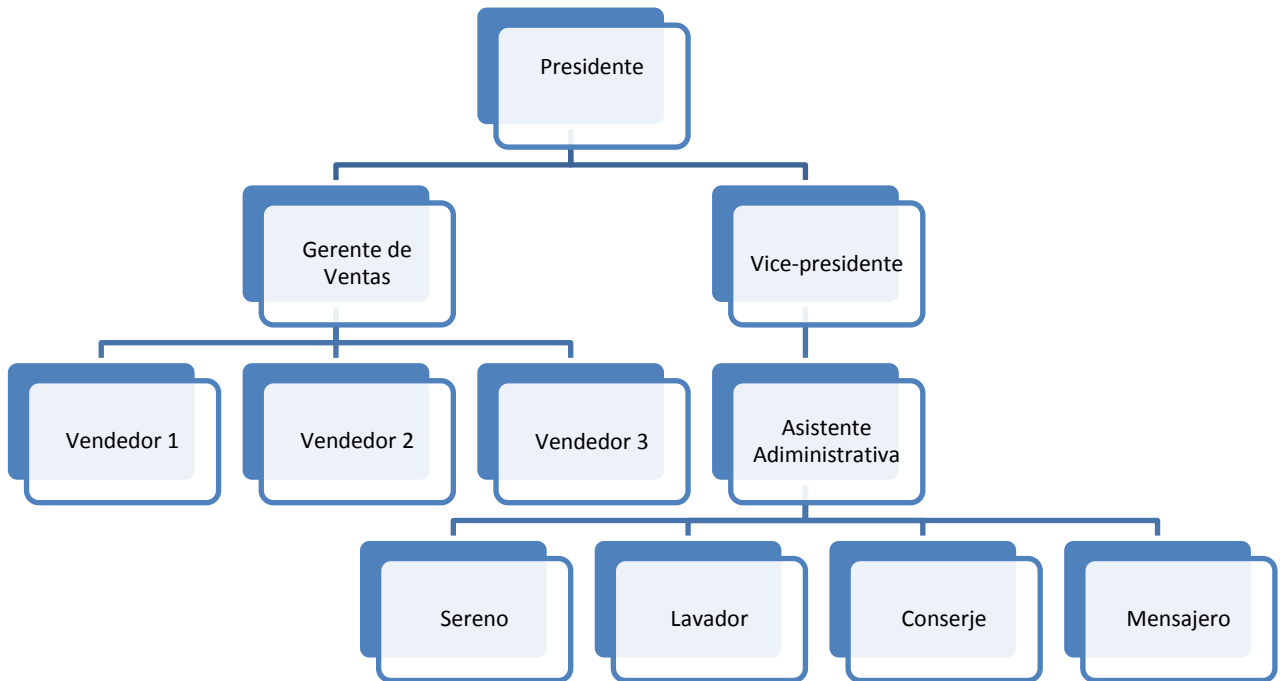 Presidente
Gerente de
Ventas
Vice-presidente
Vendedor 1
Vendedor 2
Vendedor 3
Asistente
Adiministrativa
Sereno
Lavador
Conserje
Mensajero